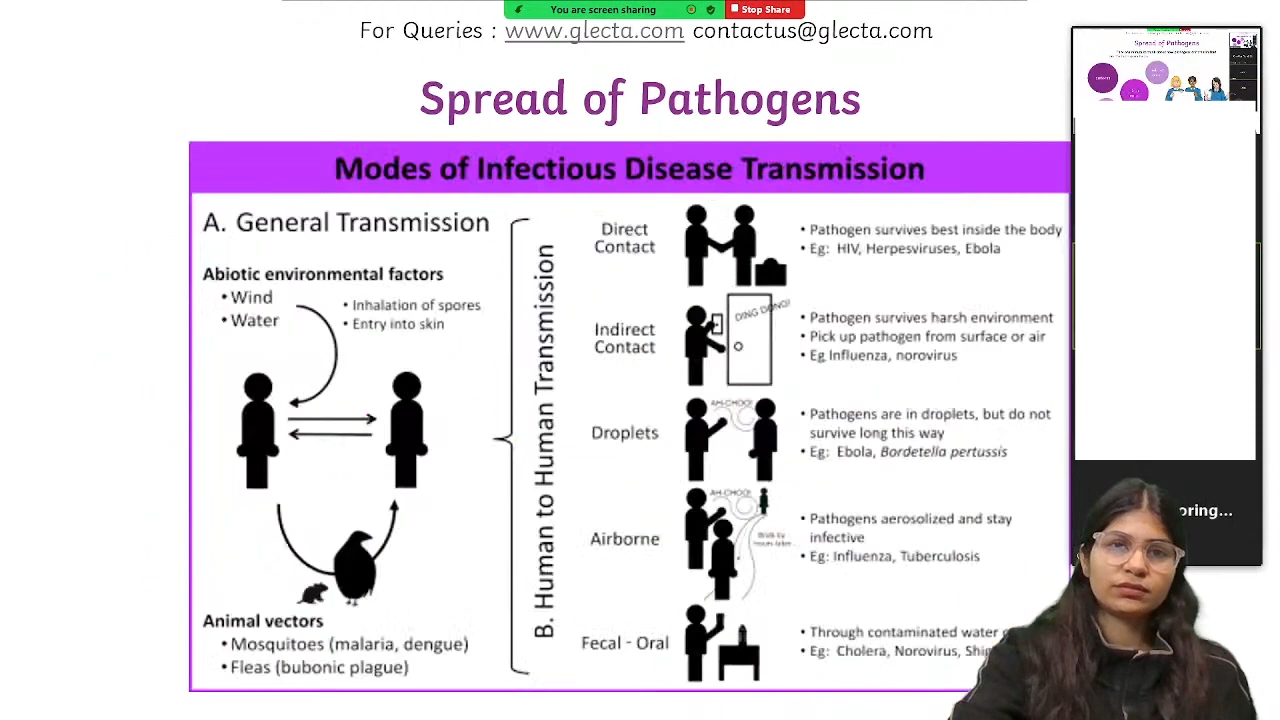 You are screen sharing
Stop Share
For Queries : www.glecta.com contactus@glecta.com
Spread of Pathogens
Modes of Infectious Disease Transmission
A. General Transmission
Abiotic environmental factors
• Wind
• Water
• Inhalation of spores
• Entry into skin
Animal vectors
• Mosquitoes (malaria, dengue)
• Fleas (bubonic plague)
B. Human to Human Transmission
Direct
Contact
• Pathogen survives best inside the body
• Eg: HIV, Herpesviruses, Ebola
Indirect
Contact
DING DONG!
• Pathogen survives harsh environment
• Pick up pathogen from surface or air
• Eg Influenza, norovirus
Droplets
AH-CHOO!
• Pathogens are in droplets, but do not
survive long this way
• Eg: Ebola, Bordetella pertussis
Airborne
AH-CHOO!
Walk by
hours later...
• Pathogens aerosolized and stay
infective
• Eg: Influenza, Tuberculosis
Fecal - Oral
• Through contaminated water
• Eg: Cholera, Norovirus, Shig
Spread of Pathogens
oring...